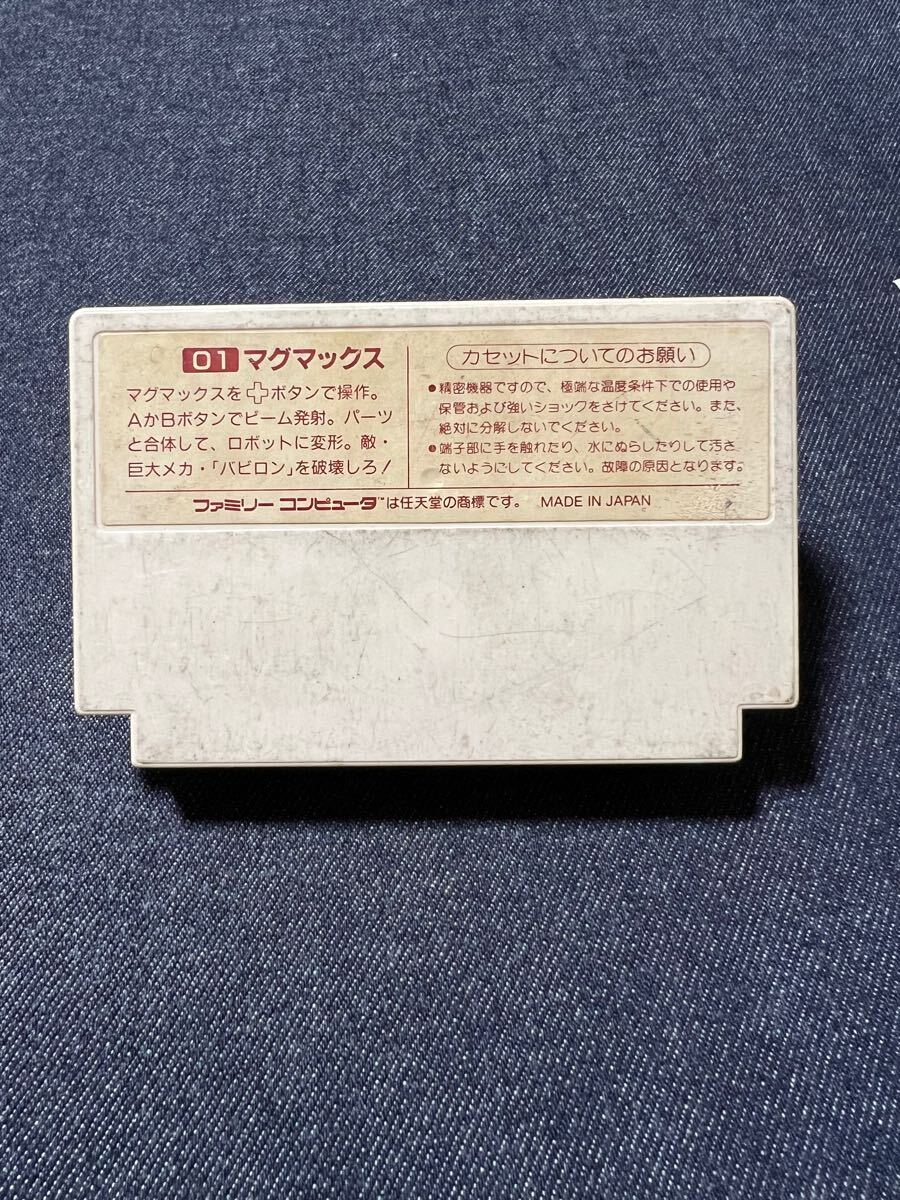 01 マグマックス
マグマックスを✚ボタンで操作。
AかBボタンでビーム発射。パーツ
と合体して、ロボットに変形。敵・
巨大メカ・「バビロン」を破壊しろ!
カセットについてのお願い
●精密機器ですので、極端な温度条件下での使用や
保管および強いショックをさけてください。また、
絶対に分解しないでください。
●端子部に手を触れたり、水にぬらしたりして汚さ
ないようにしてください。故障の原因となります。
ファミリーコンピュータ™は任天堂の商標です。 MADE IN JAPAN